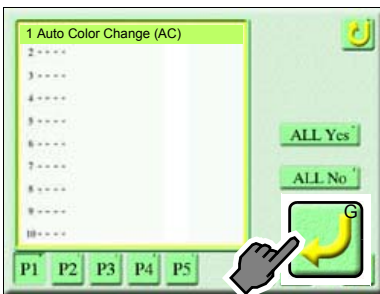 1 Auto Color Change (AC)
2 - - - -
3 - - - -
4 - - - -
5 - - - -
6 - - - -
7 - - - -
8 - - - -
9 - - - -
10 - - - -
ALL Yes
ALL No
G
P1 P2 P3 P4 P5